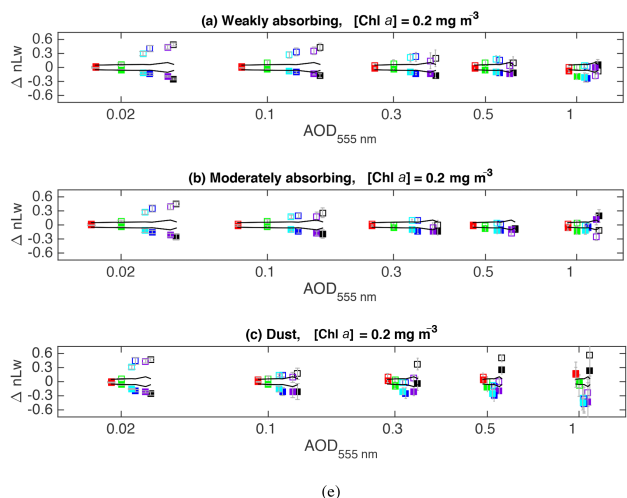 (a) Weakly absorbing, [Chl a] = 0.2 mg m⁻³
Δ nLw
0.6
0.3
0
-0.3
-0.6
0.02 0.1 0.3 0.5 1
AOD₅₅₅ ₙₘ
(b) Moderately absorbing, [Chl a] = 0.2 mg m⁻³
Δ nLw
0.6
0.3
0
-0.3
-0.6
0.02 0.1 0.3 0.5 1
AOD₅₅₅ ₙₘ
(c) Dust, [Chl a] = 0.2 mg m⁻³
Δ nLw
0.6
0.3
0
-0.3
-0.6
0.02 0.1 0.3 0.5 1
AOD₅₅₅ ₙₘ
(e)